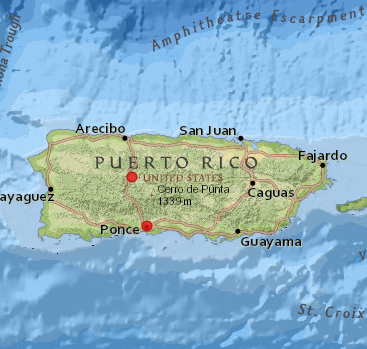 Amphitheatre Escarpment
ona Trough
Arecibo
San Juan
PUERTO RICO
Fajardo
UNITED STATES
Cerro de Punta
1339 m
ayaguez
Caguas
Ponce
Guayama
V
St. Croix